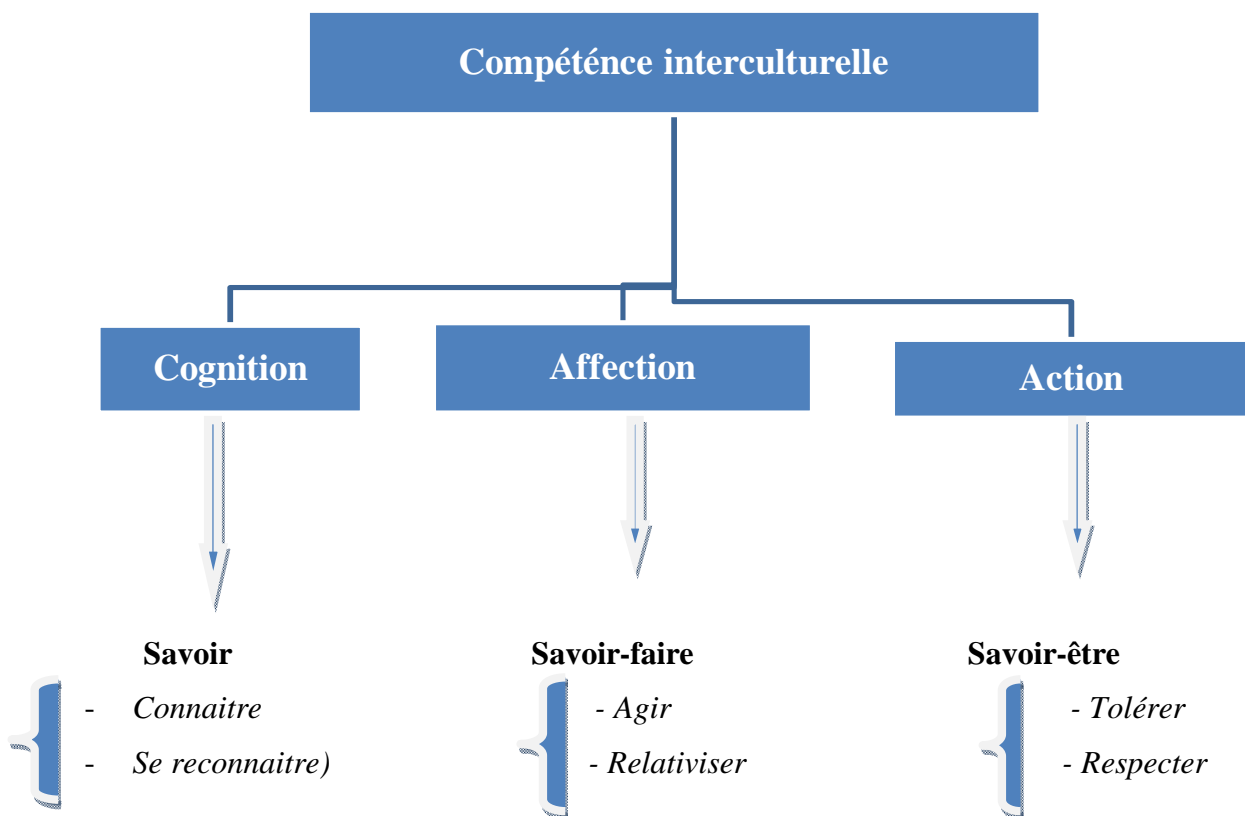 Compéténce interculturelle
Cognition
Affection
Action
Savoir
Savoir-faire
Savoir-être
- Connaitre
- Agir
- Tolérer
- Se reconnaitre)
- Relativiser
- Respecter